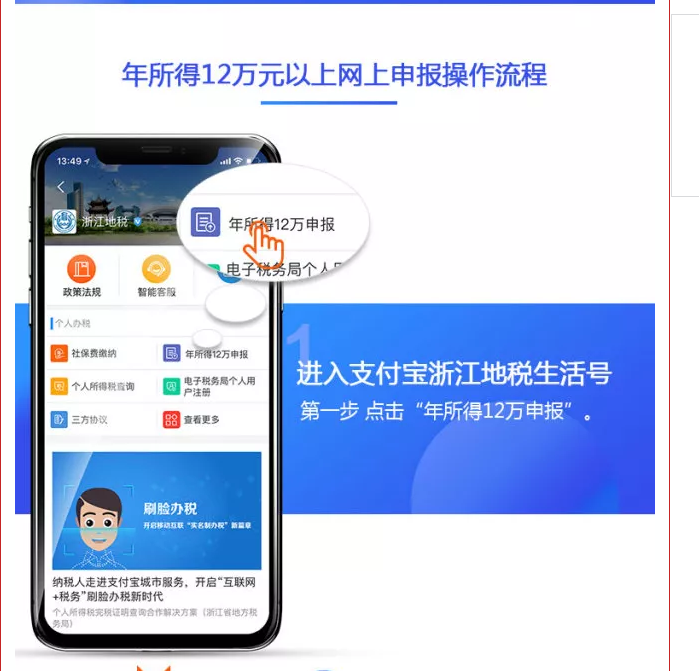 年所得12万元以上网上申报操作流程
13:49
浙江地税
年所得12万申报
电子税务局个人
政策法规
智能客服
个人办税
社保费缴纳
年所得12万申报
个人所得税查询
电子税务局个人用
户注册
三方协议
查看更多
1
进入支付宝浙江地税生活号
第一步 点击“年所得12万申报”。
刷脸办税
开启移动互联“实名制办税”新篇章
纳税人走进支付宝城市服务，开启“互联网
+税务”刷脸办税新时代
个人所得税完税证明查询合作解决方案（浙江省地方税
务局）